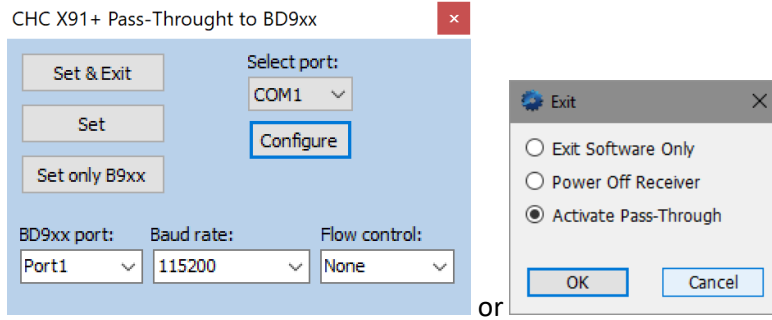 CHC X91+ Pass-Throught to BD9xx
Set & Exit
Set
Set only B9xx
Select port:
COM1
Configure
BD9xx port:
Baud rate:
Flow control:
Port1
115200
None
or
Exit
Exit Software Only
Power Off Receiver
Activate Pass-Through
OK
Cancel